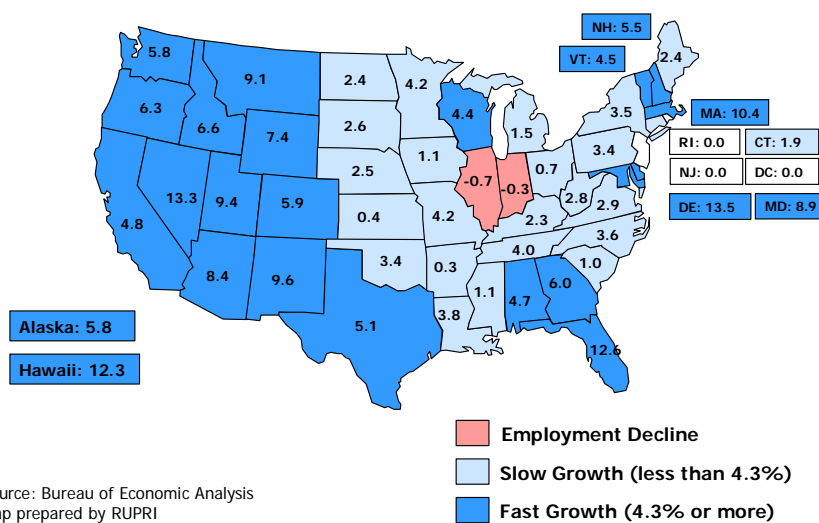 NH: 5.5
5.8
VT: 4.5
2.4
9.1
2.4
4.2
6.3
4.4
3.5
MA: 10.4
6.6
7.4
2.6
1.5
RI: 0.0
CT: 1.9
1.1
3.4
2.5
0.7
NJ: 0.0
DC: 0.0
-0.7
-0.3
13.3
9.4
5.9
2.8
2.9
DE: 13.5
MD: 8.9
4.8
0.4
4.2
2.3
3.6
4.0
3.4
0.3
1.0
8.4
9.6
6.0
1.1
4.7
3.8
5.1
Alaska: 5.8
12.6
Hawaii: 12.3
Employment Decline
Slow Growth (less than 4.3%)
Fast Growth (4.3% or more)
urce: Bureau of Economic Analysis
ap prepared by RUPRI